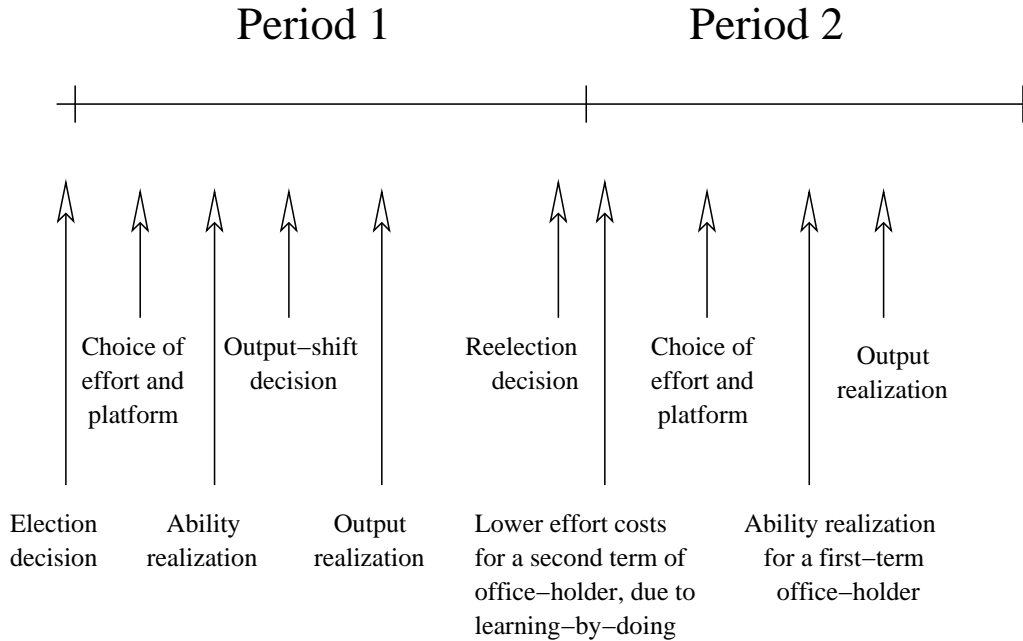 Period 1
Period 2
Choice of
effort and
platform
Output−shift
decision
Reelection
decision
Choice of
effort and
platform
Output
realization
Election
decision
Ability
realization
Output
realization
Lower effort costs
for a second term of
office−holder, due to
learning−by−doing
Ability realization
for a first−term
office−holder